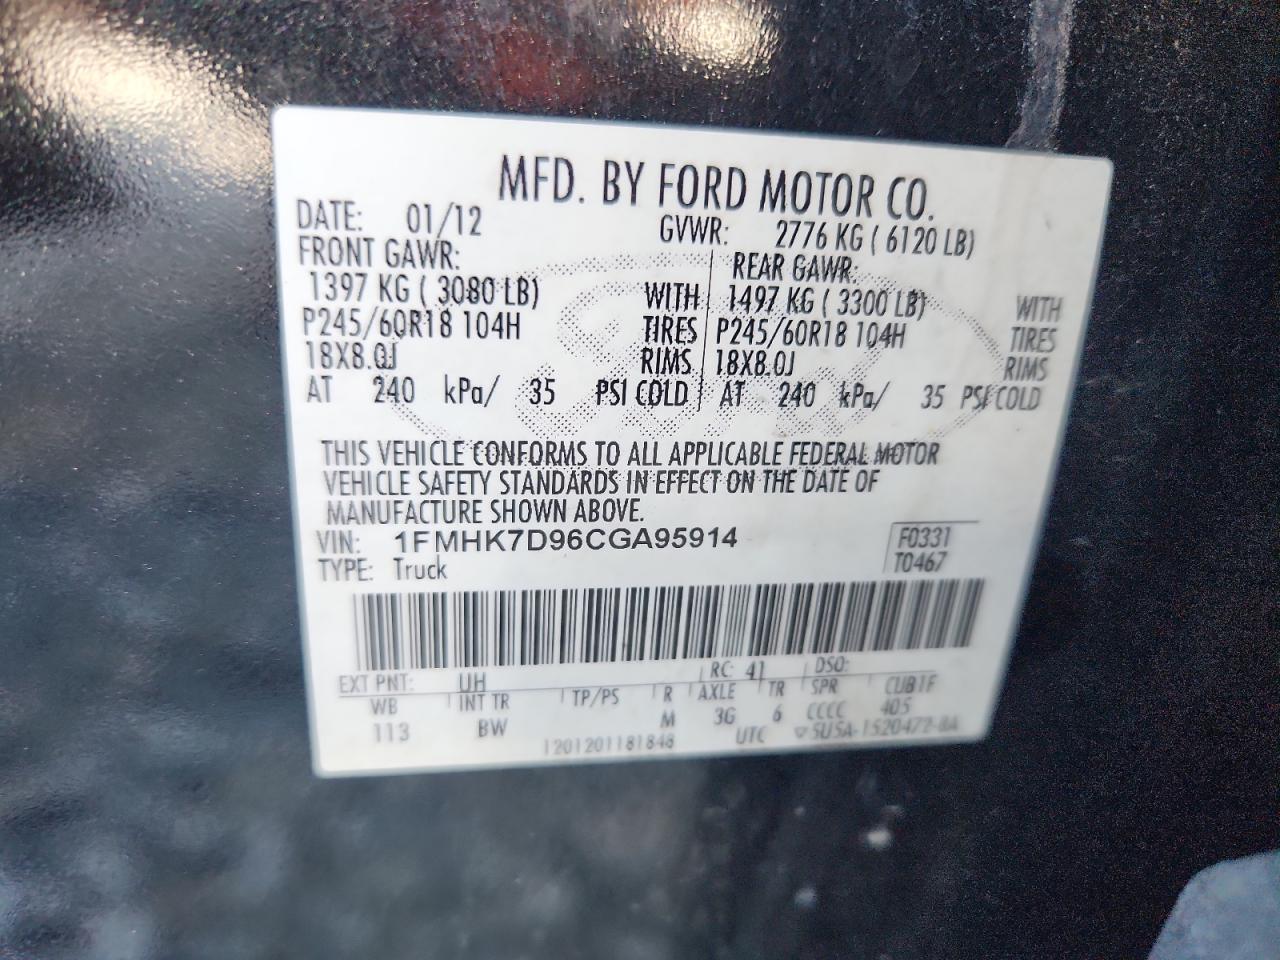 MFD. BY FORD MOTOR CO.
DATE: 01/12 GVWR: 2776 KG ( 6120 LB)
FRONT GAWR: REAR GAWR:
1397 KG ( 3080 LB) WITH 1497 KG ( 3300 LB) WITH
P245/60R18 104H TIRES P245/60R18 104H TIRES
18X8.0J RIMS 18X8.0J RIMS
AT 240 kPa/ 35 PSI COLD AT 240 kPa/ 35 PSI COLD
THIS VEHICLE CONFORMS TO ALL APPLICABLE FEDERAL MOTOR
VEHICLE SAFETY STANDARDS IN EFFECT ON THE DATE OF
MANUFACTURE SHOWN ABOVE.
VIN: 1FMHK7D96CGA95914 F0331
TYPE: Truck T0467
EXT PNT: UH RC: 41 DSO:
WB INT TR TP/PS R AXLE TR SPR CUB1F
113 BW M 3G 6 CCCC 405
1201201181848 UTC ▽5U5A-1520472-BA